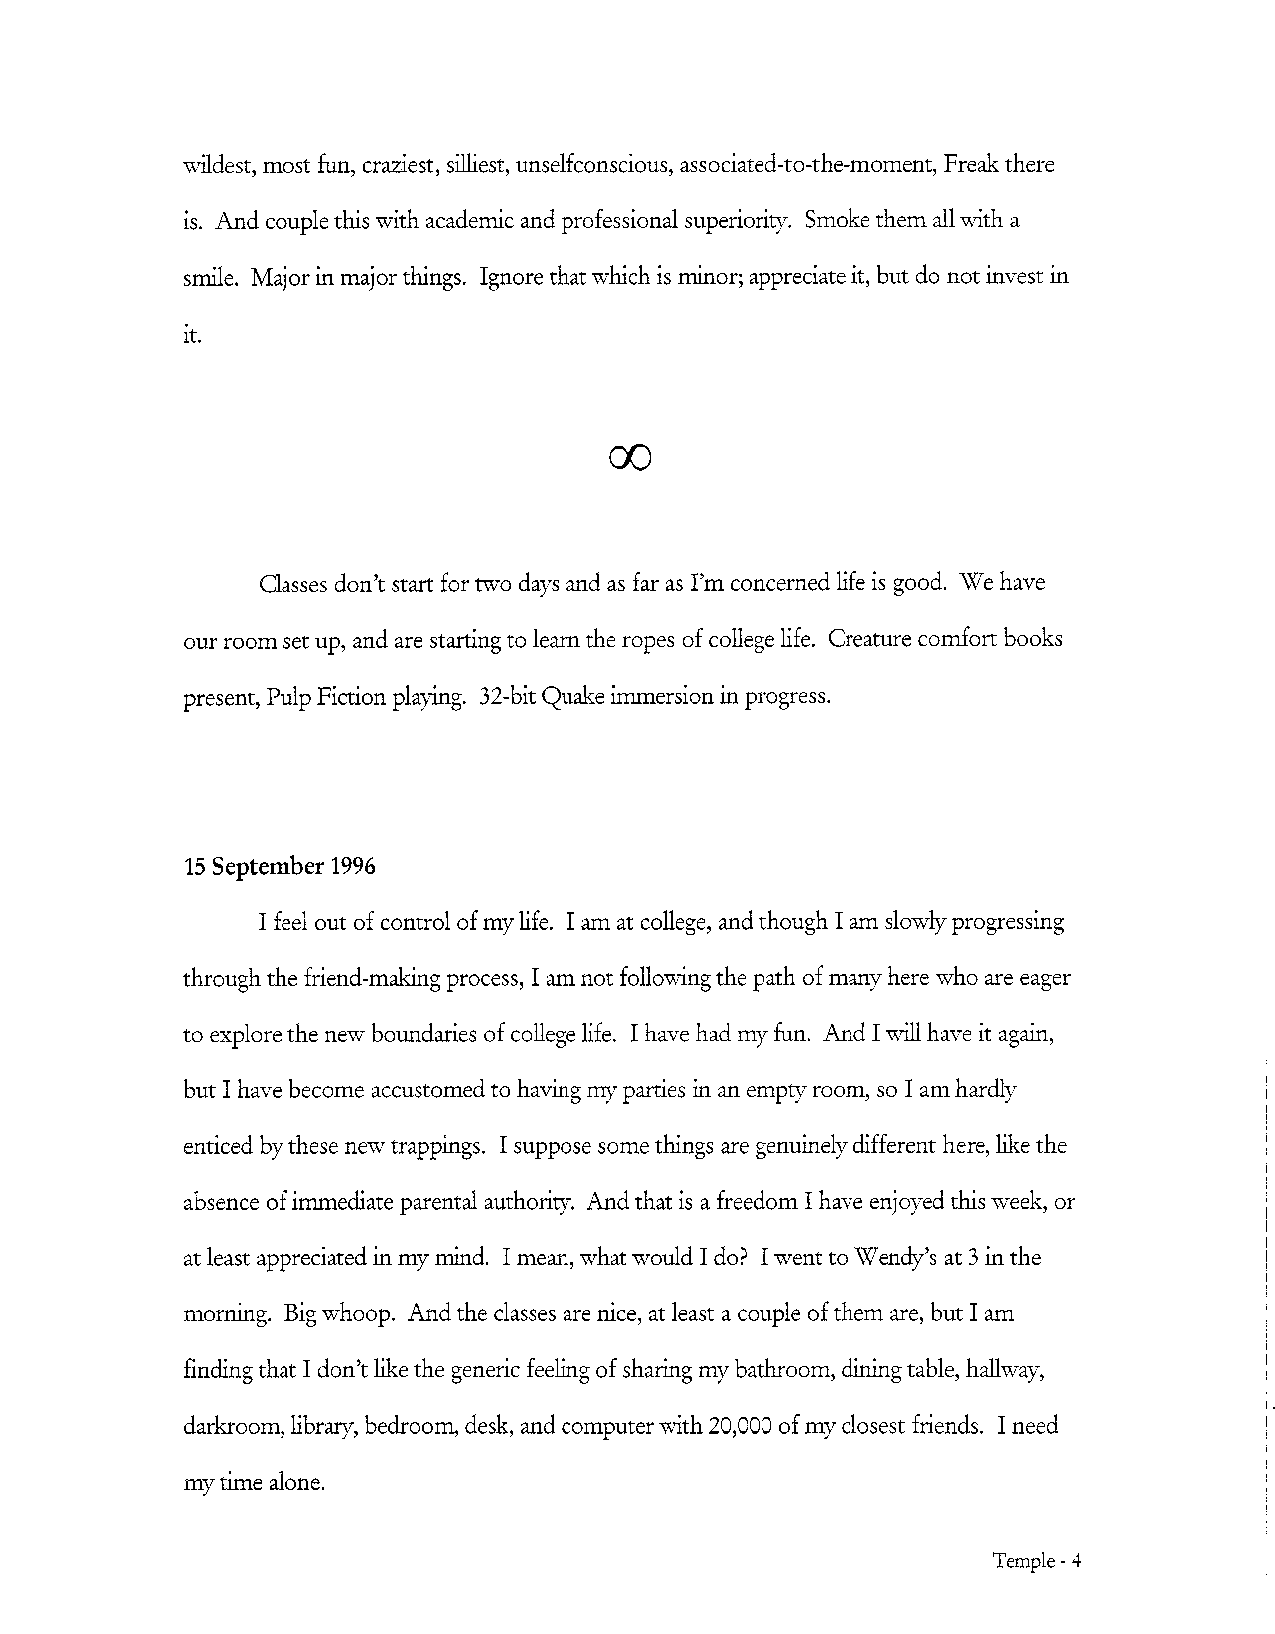 wildest, most fun, craziest, silliest, unselfconscious, associated-to-the-moment, Freak there
is. And couple this with academic and professional superiority. Smoke them all with a
smile. Major in major things. Ignore that which is minor; appreciate it, but do not invest in
it.
∞
Classes don't start for two days and as far as I'm concerned life is good. We have
our room set up, and are starting to learn the ropes of college life. Creature comfort books
present, Pulp Fiction playing. 32-bit Quake immersion in progress.
15 September 1996
I feel out of control of my life. I am at college, and though I am slowly progressing
through the friend-making process, I am not following the path of many here who are eager
to explore the new boundaries of college life. I have had my fun. And I will have it again,
but I have become accustomed to having my parties in an empty room, so I am hardly
enticed by these new trappings. I suppose some things are genuinely different here, like the
absence of immediate parental authority. And that is a freedom I have enjoyed this week, or
at least appreciated in my mind. I mean, what would I do? I went to Wendy's at 3 in the
morning. Big whoop. And the classes are nice, at least a couple of them are, but I am
finding that I don't like the generic feeling of sharing my bathroom, dining table, hallway,
darkroom, library, bedroom, desk, and computer with 20,000 of my closest friends. I need
my time alone.
Temple - 4